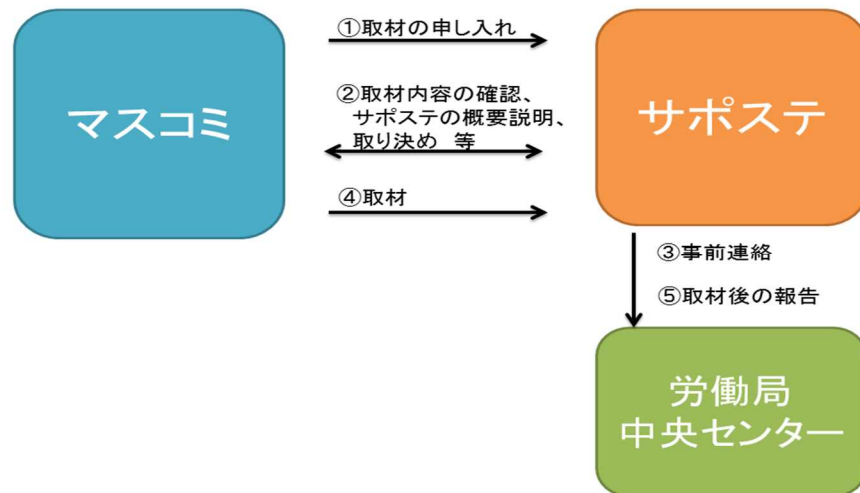 ①取材の申し入れ
マスコミ
サポステ
②取材内容の確認、
サポステの概要説明、
取り決め 等
④取材
③事前連絡
⑤取材後の報告
労働局
中央センター